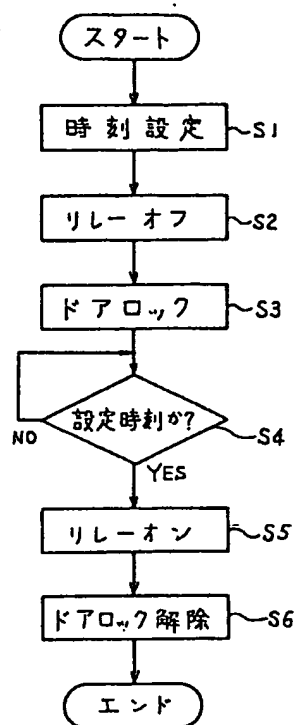 スタート
時刻設定 S1
リレーオフ S2
ドアロック S3
設定時刻か? S4
NO
YES
リレーオン S5
ドアロック解除 S6
エンド